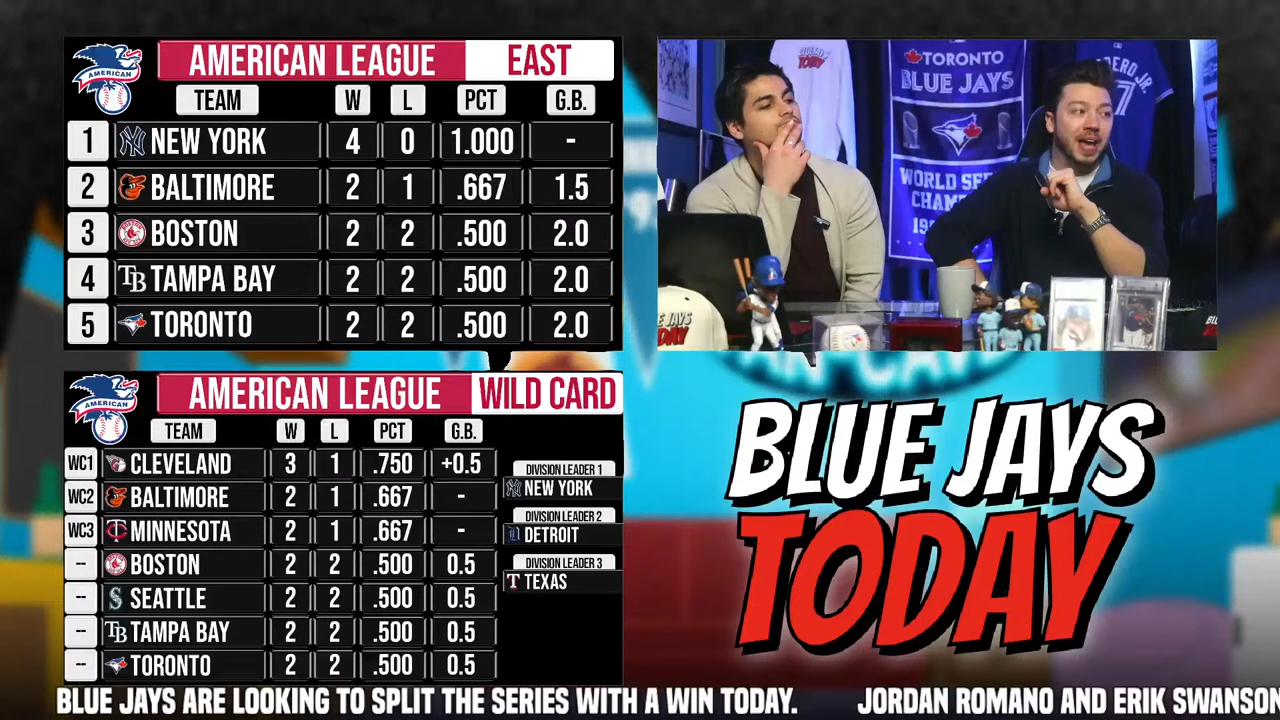 AMERICAN LEAGUE EAST
TEAM W L PCT G.B.
1 NEW YORK 4 0 1.000 -
2 BALTIMORE 2 1 .667 1.5
3 BOSTON 2 2 .500 2.0
4 TB TAMPA BAY 2 2 .500 2.0
5 TORONTO 2 2 .500 2.0
AMERICAN LEAGUE WILD CARD
TEAM W L PCT G.B.
WC1 CLEVELAND 3 1 .750 +0.5
WC2 BALTIMORE 2 1 .667 -
WC3 MINNESOTA 2 1 .667 -
-- BOSTON 2 2 .500 0.5
-- SEATTLE 2 2 .500 0.5
-- TB TAMPA BAY 2 2 .500 0.5
-- TORONTO 2 2 .500 0.5
DIVISION LEADER 1
NEW YORK
DIVISION LEADER 2
DETROIT
DIVISION LEADER 3
TEXAS
TODAY
TORONTO
BLUE JAYS
JR.
7
BLUE JAYS
TODAY
BLUE JAYS ARE LOOKING TO SPLIT THE SERIES WITH A WIN TODAY. JORDAN ROMANO AND ERIK SWANSON